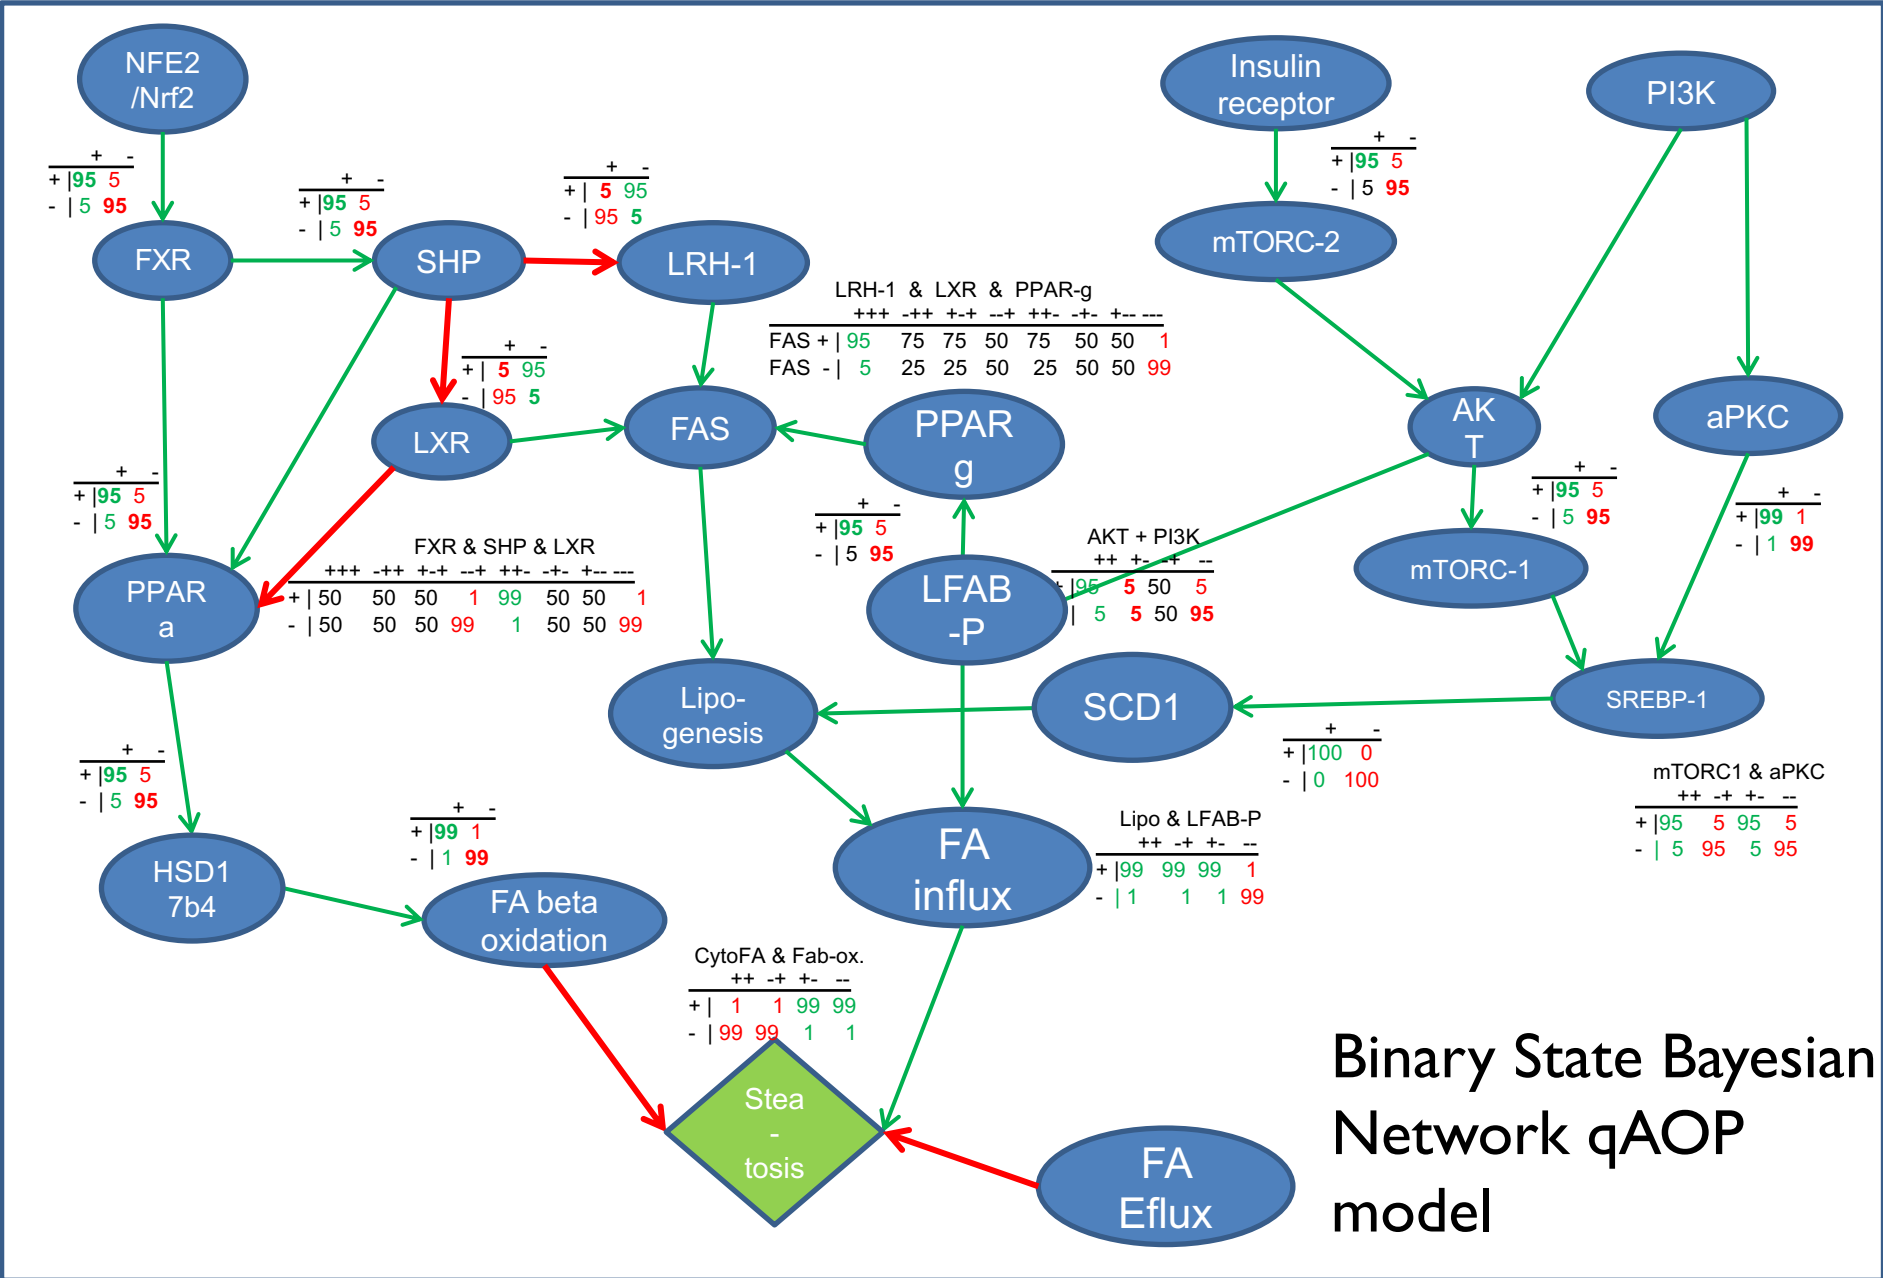 NFE2
/Nrf2
Insulin
receptor
PI3K
+ -
+ |95 5
- | 5 95
+ -
+ |95 5
- | 5 95
+ -
+ | 5 95
- | 95 5
+ -
+ |95 5
- | 5 95
FXR
SHP
LRH-1
mTORC-2
LRH-1 & LXR & PPAR-g
+++ -++ +-+ --+ ++- -+- +-- ---
FAS + | 95 75 75 50 75 50 50 1
FAS - | 5 25 25 50 25 50 50 99
+ -
+ | 5 95
- | 95 5
LXR
FAS
PPAR
g
AK
T
aPKC
+ -
+ |95 5
- | 5 95
+ -
+ |95 5
- | 5 95
+ -
+ |95 5
- | 5 95
+ -
+ |99 1
- | 1 99
FXR & SHP & LXR
+++ -++ +-+ --+ ++- -+- +-- ---
+ | 50 50 50 1 99 50 50 1
- | 50 50 50 99 1 50 50 99
AKT + PI3K
++ +- -+ --
+ |95 5 50 5
| 5 5 50 95
PPAR
a
LFAB
-P
mTORC-1
Lipo-
genesis
SCD1
SREBP-1
+ -
+ |95 5
- | 5 95
+ -
+ |100 0
- | 0 100
mTORC1 & aPKC
++ -+ +- --
+ |95 5 95 5
- | 5 95 5 95
+ -
+ |99 1
- | 1 99
Lipo & LFAB-P
++ -+ +- --
+ |99 99 99 1
- | 1 1 1 99
HSD1
7b4
FA beta
oxidation
FA
influx
CytoFA & Fab-ox.
++ -+ +- --
+ | 1 1 99 99
- | 99 99 1 1
Stea
-
tosis
FA
Eflux
Binary State Bayesian
Network qAOP
model